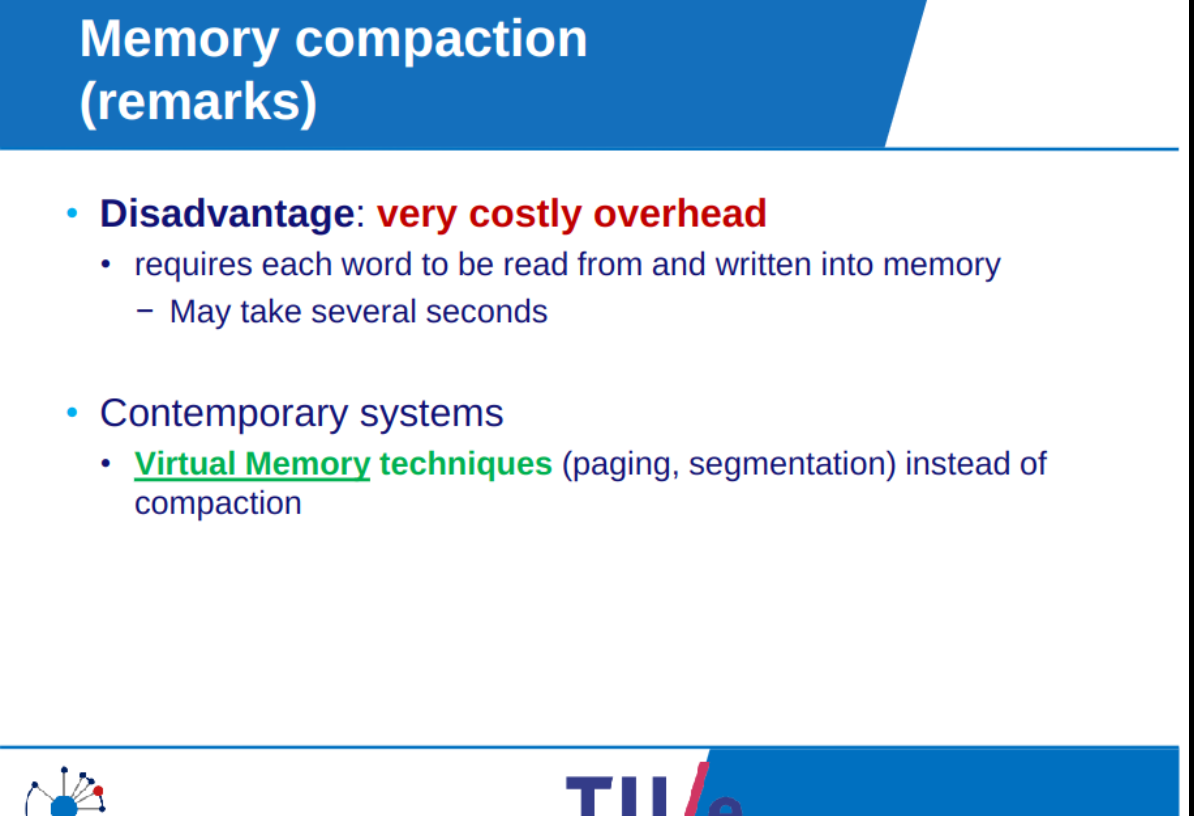 Memory compaction
(remarks)
• Disadvantage: very costly overhead
• requires each word to be read from and written into memory
− May take several seconds
• Contemporary systems
• Virtual Memory techniques (paging, segmentation) instead of
compaction
TU/e